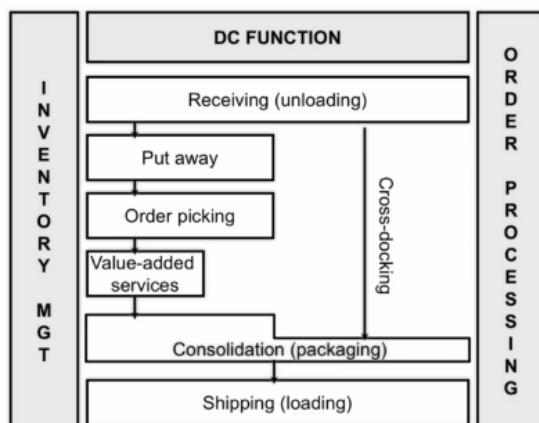 DC FUNCTION
INVENTORY MGT
Receiving (unloading)
Put away
Order picking
Value-added
services
Cross-docking
Consolidation (packaging)
Shipping (loading)
ORDER PROCESSING